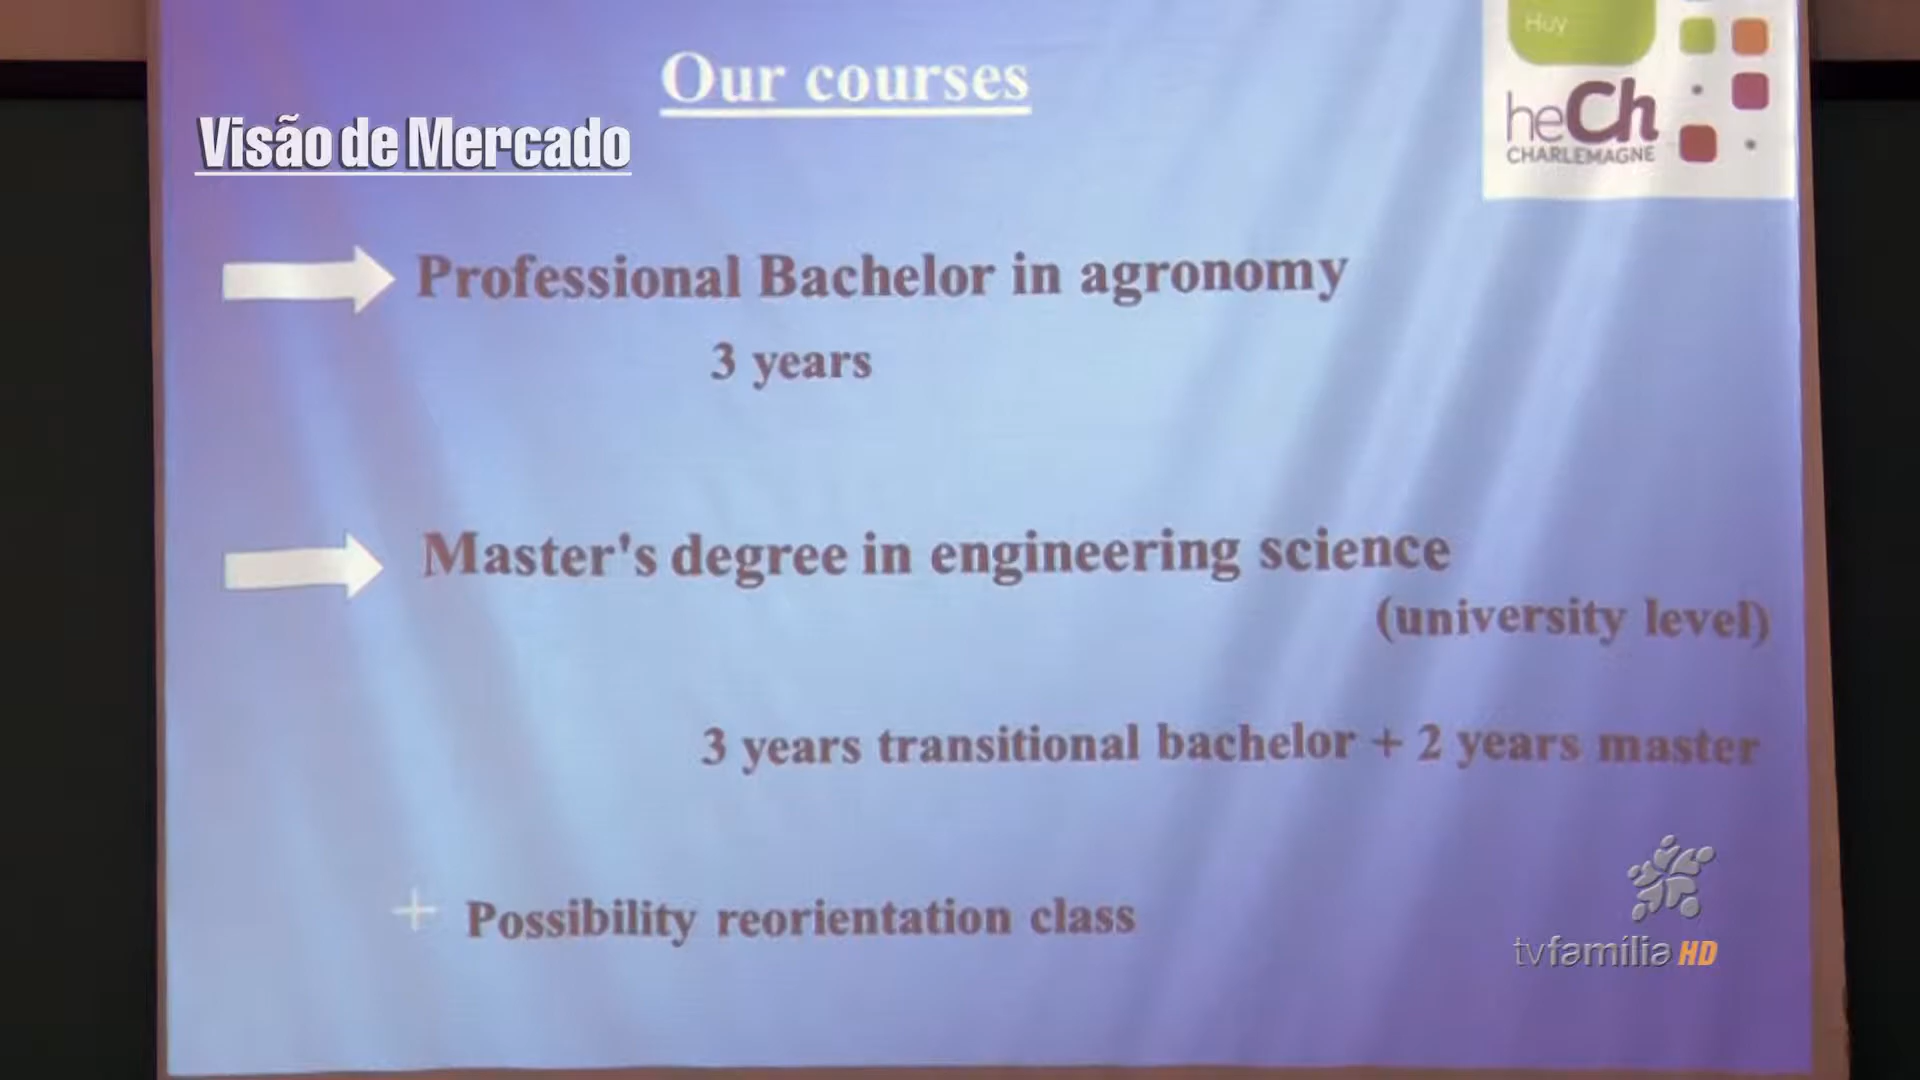 Our courses
Huy
heCh
CHARLEMAGNE
Visão de Mercado
Professional Bachelor in agronomy
3 years
Master's degree in engineering science
(university level)
3 years transitional bachelor + 2 years master
+ Possibility reorientation class
tvfamília HD